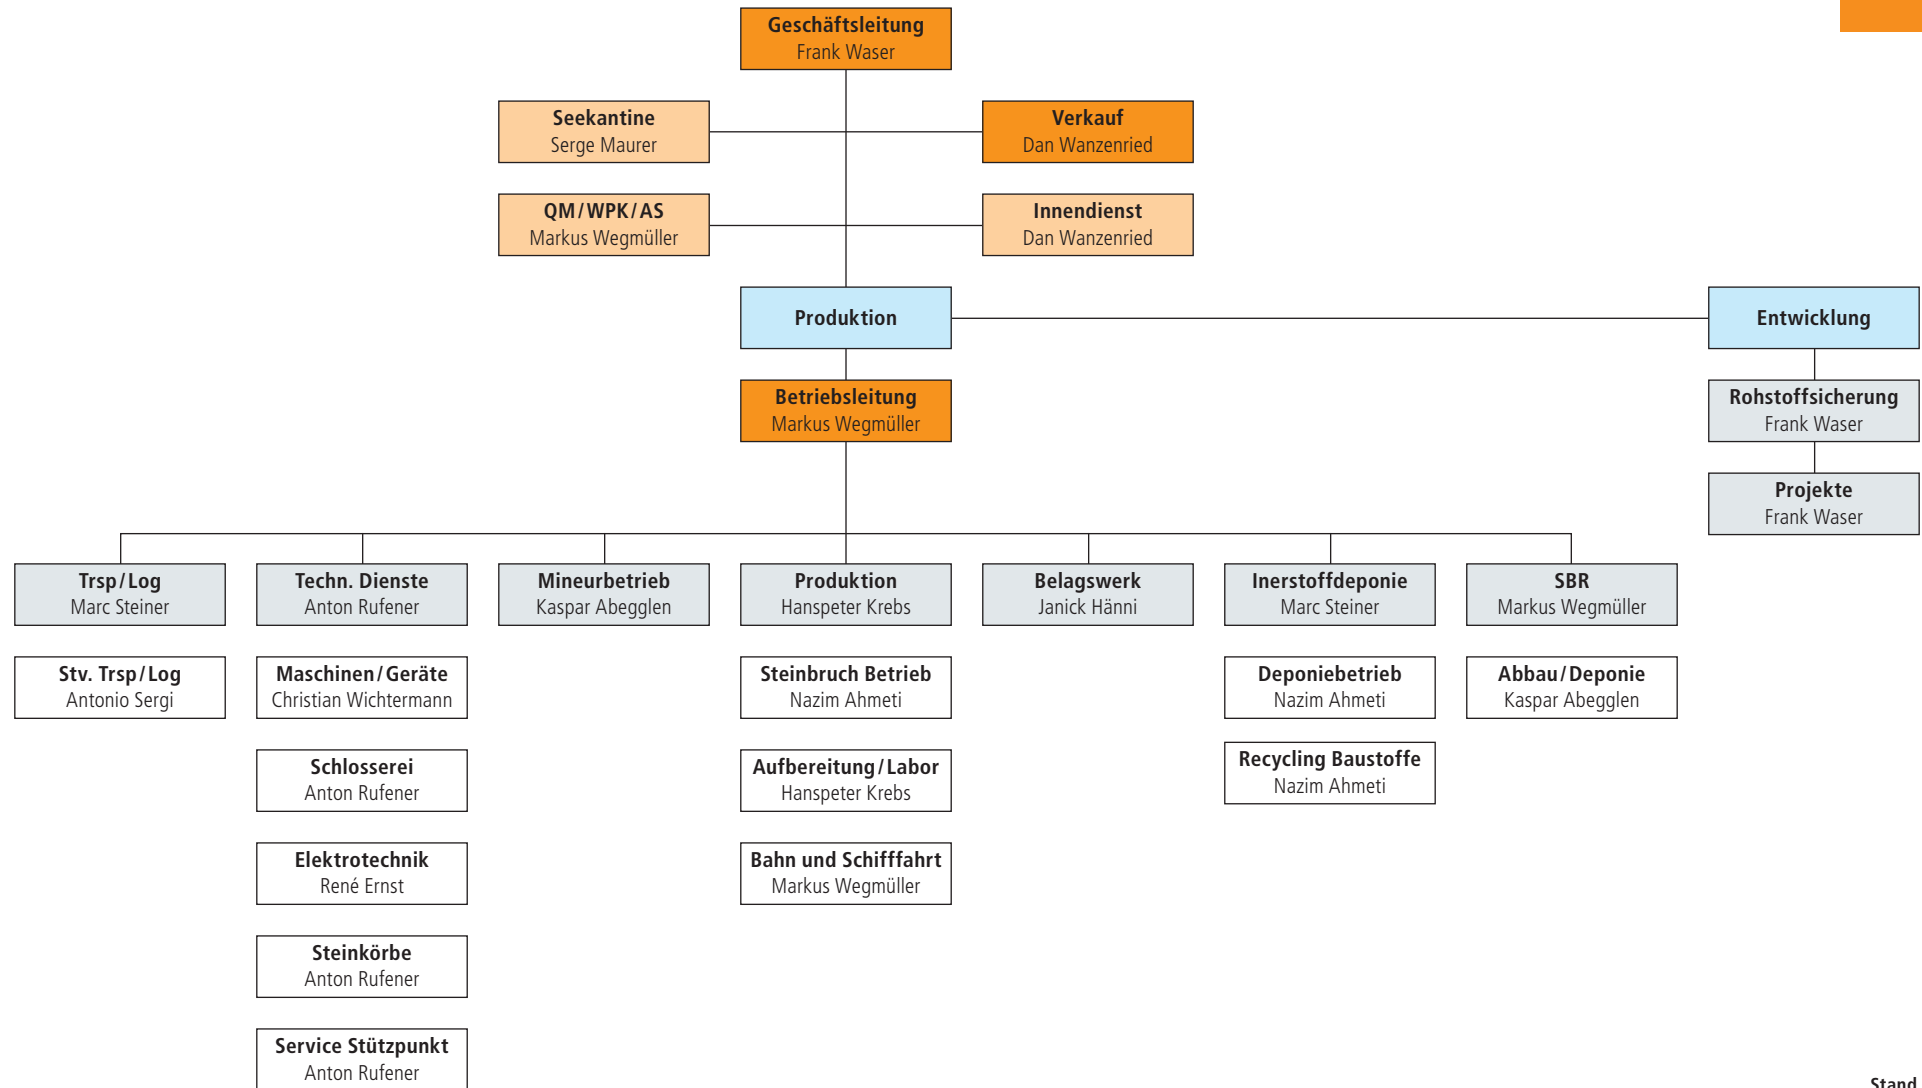 Geschäftsleitung
Frank Waser
Seekantine
Serge Maurer
Verkauf
Dan Wanzenried
QM/WPK/AS
Markus Wegmüller
Innendienst
Dan Wanzenried
Produktion
Entwicklung
Betriebsleitung
Markus Wegmüller
Rohstoffsicherung
Frank Waser
Projekte
Frank Waser
Trsp/Log
Marc Steiner
Techn. Dienste
Anton Rufener
Mineurbetrieb
Kaspar Abegglen
Produktion
Hanspeter Krebs
Belagswerk
Janick Hänni
Inerstoffdeponie
Marc Steiner
SBR
Markus Wegmüller
Stv. Trsp/Log
Antonio Sergi
Maschinen/Geräte
Christian Wichtermann
Steinbruch Betrieb
Nazim Ahmeti
Deponiebetrieb
Nazim Ahmeti
Abbau/Deponie
Kaspar Abegglen
Schlosserei
Anton Rufener
Aufbereitung/Labor
Hanspeter Krebs
Recycling Baustoffe
Nazim Ahmeti
Elektrotechnik
René Ernst
Bahn und Schifffahrt
Markus Wegmüller
Steinkörbe
Anton Rufener
Service Stützpunkt
Anton Rufener
Stand